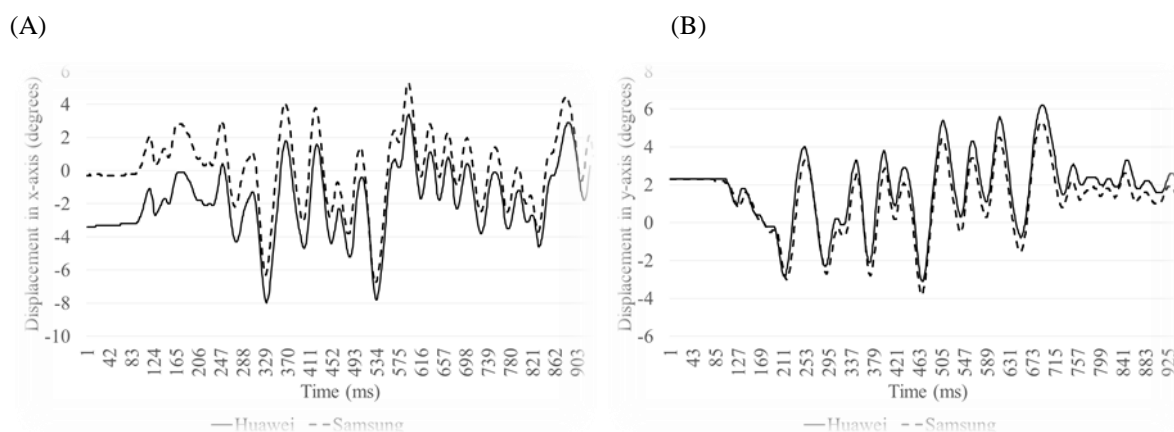 (A)
(B)
Displacement in x-axis (degrees)
6
4
2
0
-2
-4
-6
-8
-10
1 42 83 124 165 206 247 288 329 370 411 452 493 534 575 616 657 698 739 780 821 862 903
Time (ms)
Huawei Samsung
Displacement in y-axis (degrees)
8
6
4
2
0
-2
-4
-6
1 43 85 127 169 211 253 295 337 379 421 463 505 547 589 631 673 715 757 799 841 883 925
Time (ms)
Huawei Samsung